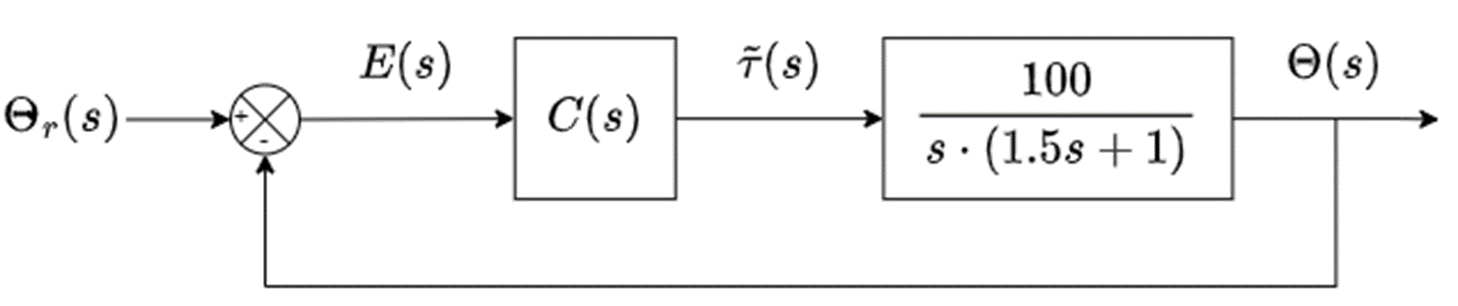 Θ_r(s)
+
-
E(s)
C(s)
τ̃(s)
100
s · (1.5s + 1)
Θ(s)